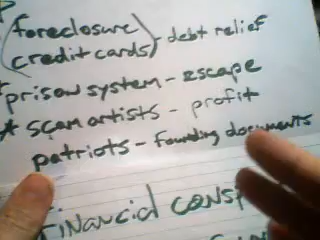 (foreclosure
credit cards) - debt relief
*prison system - escape
* scam artists - profit
patriots - founding documents
financial